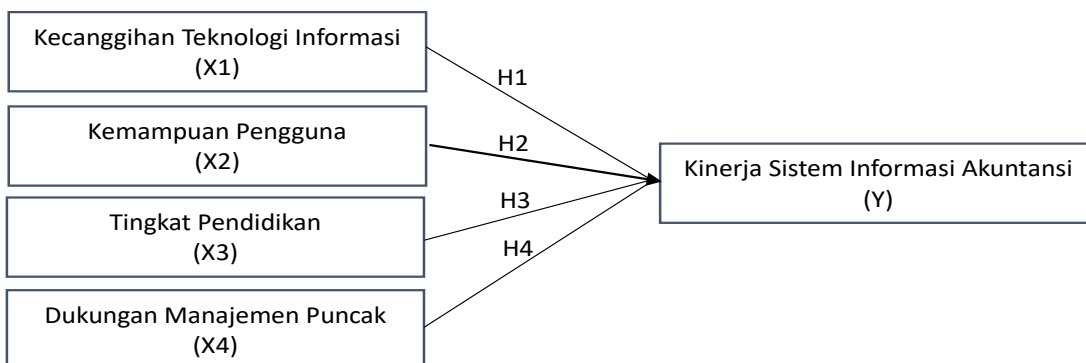 Kecanggihan Teknologi Informasi
(X1)
Kemampuan Pengguna
(X2)
Tingkat Pendidikan
(X3)
Dukungan Manajemen Puncak
(X4)
H1
H2
H3
H4
Kinerja Sistem Informasi Akuntansi
(Y)